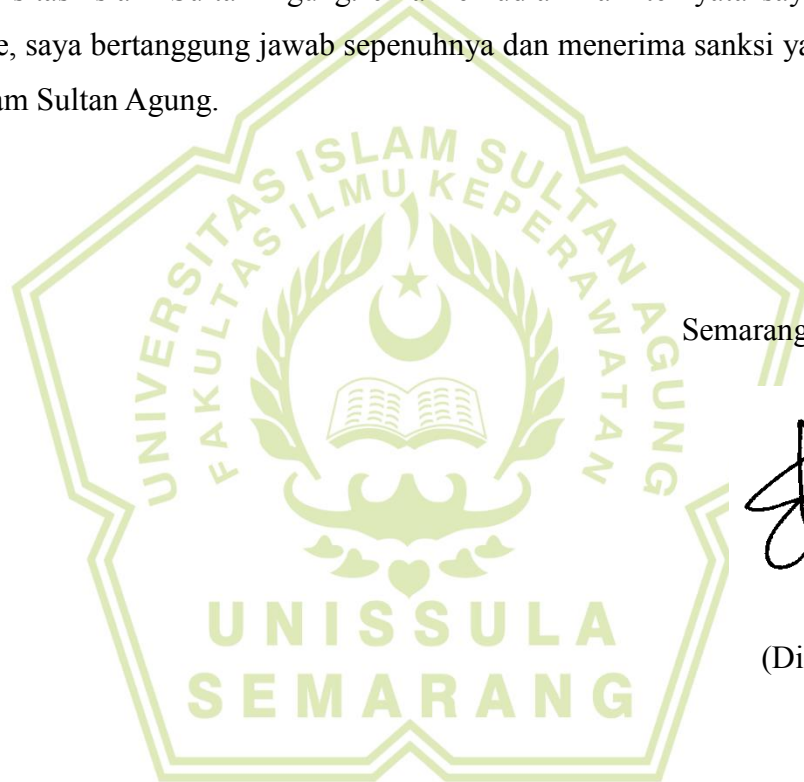 e, saya bertanggung jawab sepenuhnya dan menerima sanksi ya
am Sultan Agung.
UNIVERSITAS ISLAM SULTAN AGUNG
FAKULTAS ILMU KEPERAWATAN
Semarang
UNISSULA
SEMARANG
(Di